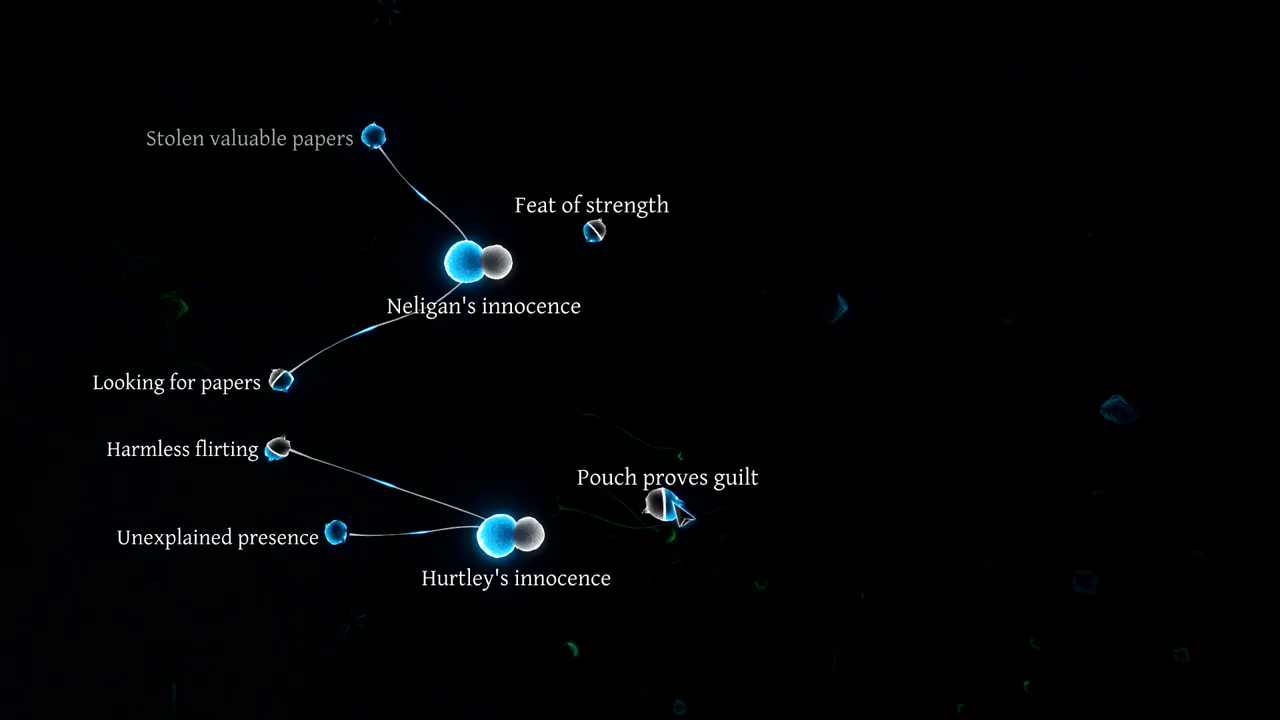 Stolen valuable papers
Feat of strength
Neligan's innocence
Looking for papers
Harmless flirting
Pouch proves guilt
Unexplained presence
Hurtley's innocence